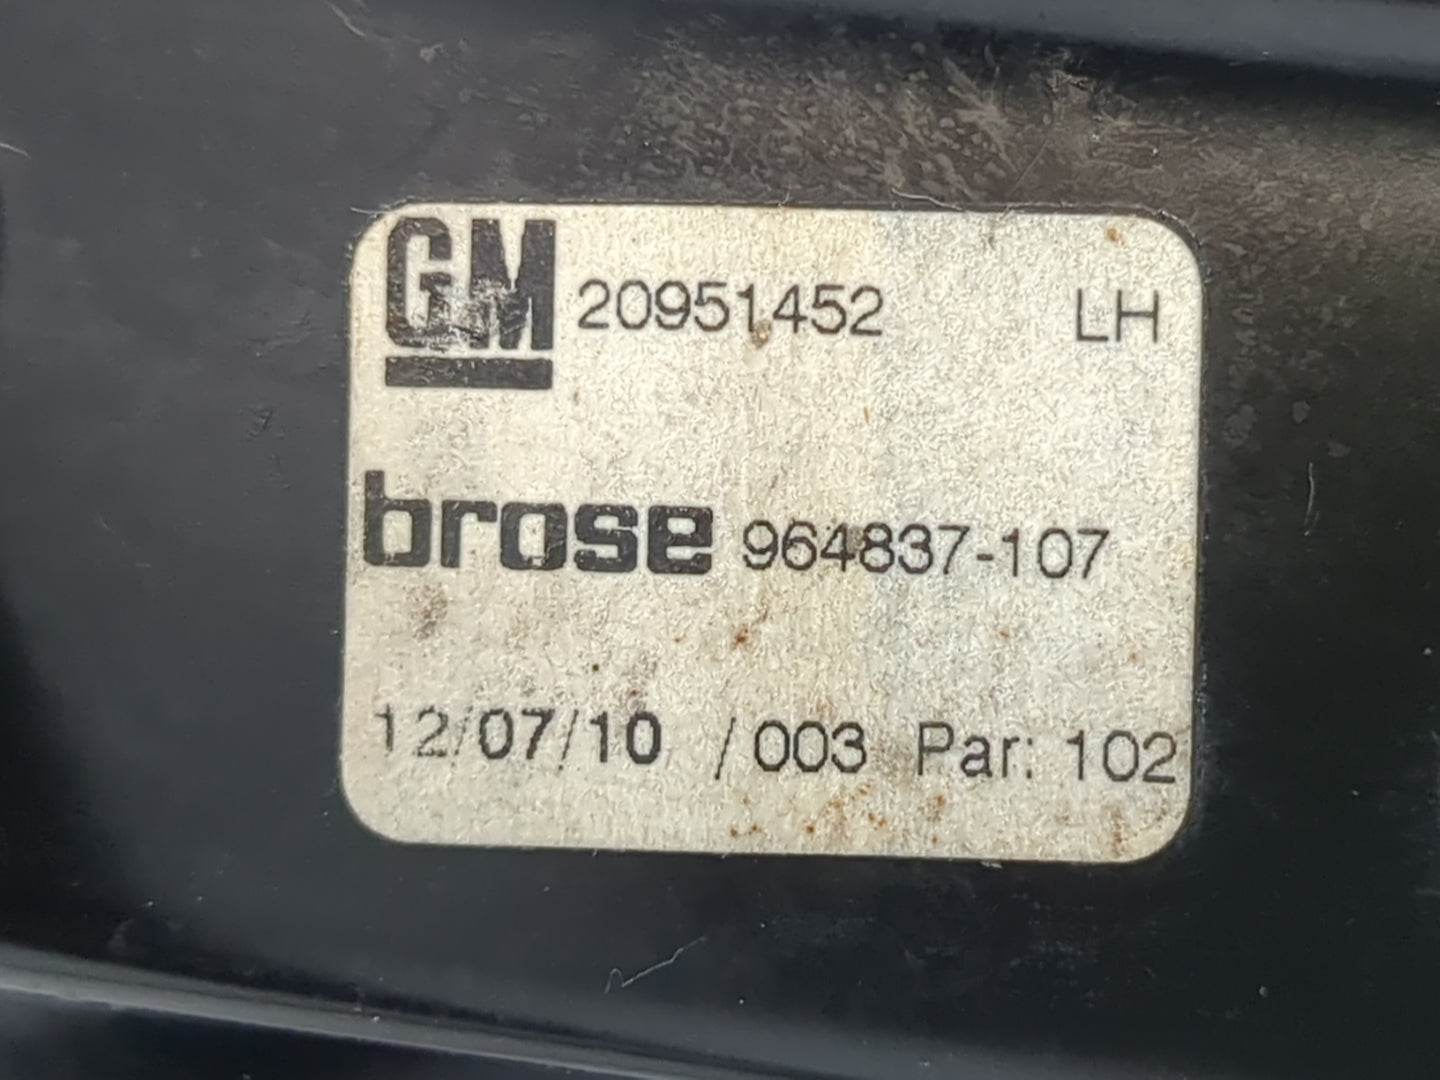 GM 20951452 LH
brose 964837-107
12/07/10 /003 Par: 102